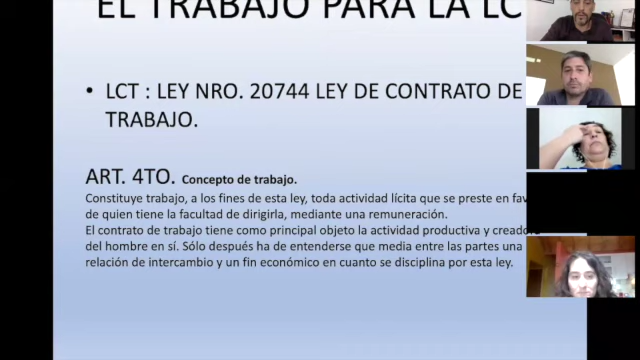 EL TRABAJO PARA LA LC
• LCT : LEY NRO. 20744 LEY DE CONTRATO DE
TRABAJO.
ART. 4TO. Concepto de trabajo.
Constituye trabajo, a los fines de esta ley, toda actividad lícita que se preste en fav
de quien tiene la facultad de dirigirla, mediante una remuneración.
El contrato de trabajo tiene como principal objeto la actividad productiva y creadora
del hombre en sí. Sólo después ha de entenderse que media entre las partes una
relación de intercambio y un fin económico en cuanto se disciplina por esta ley.